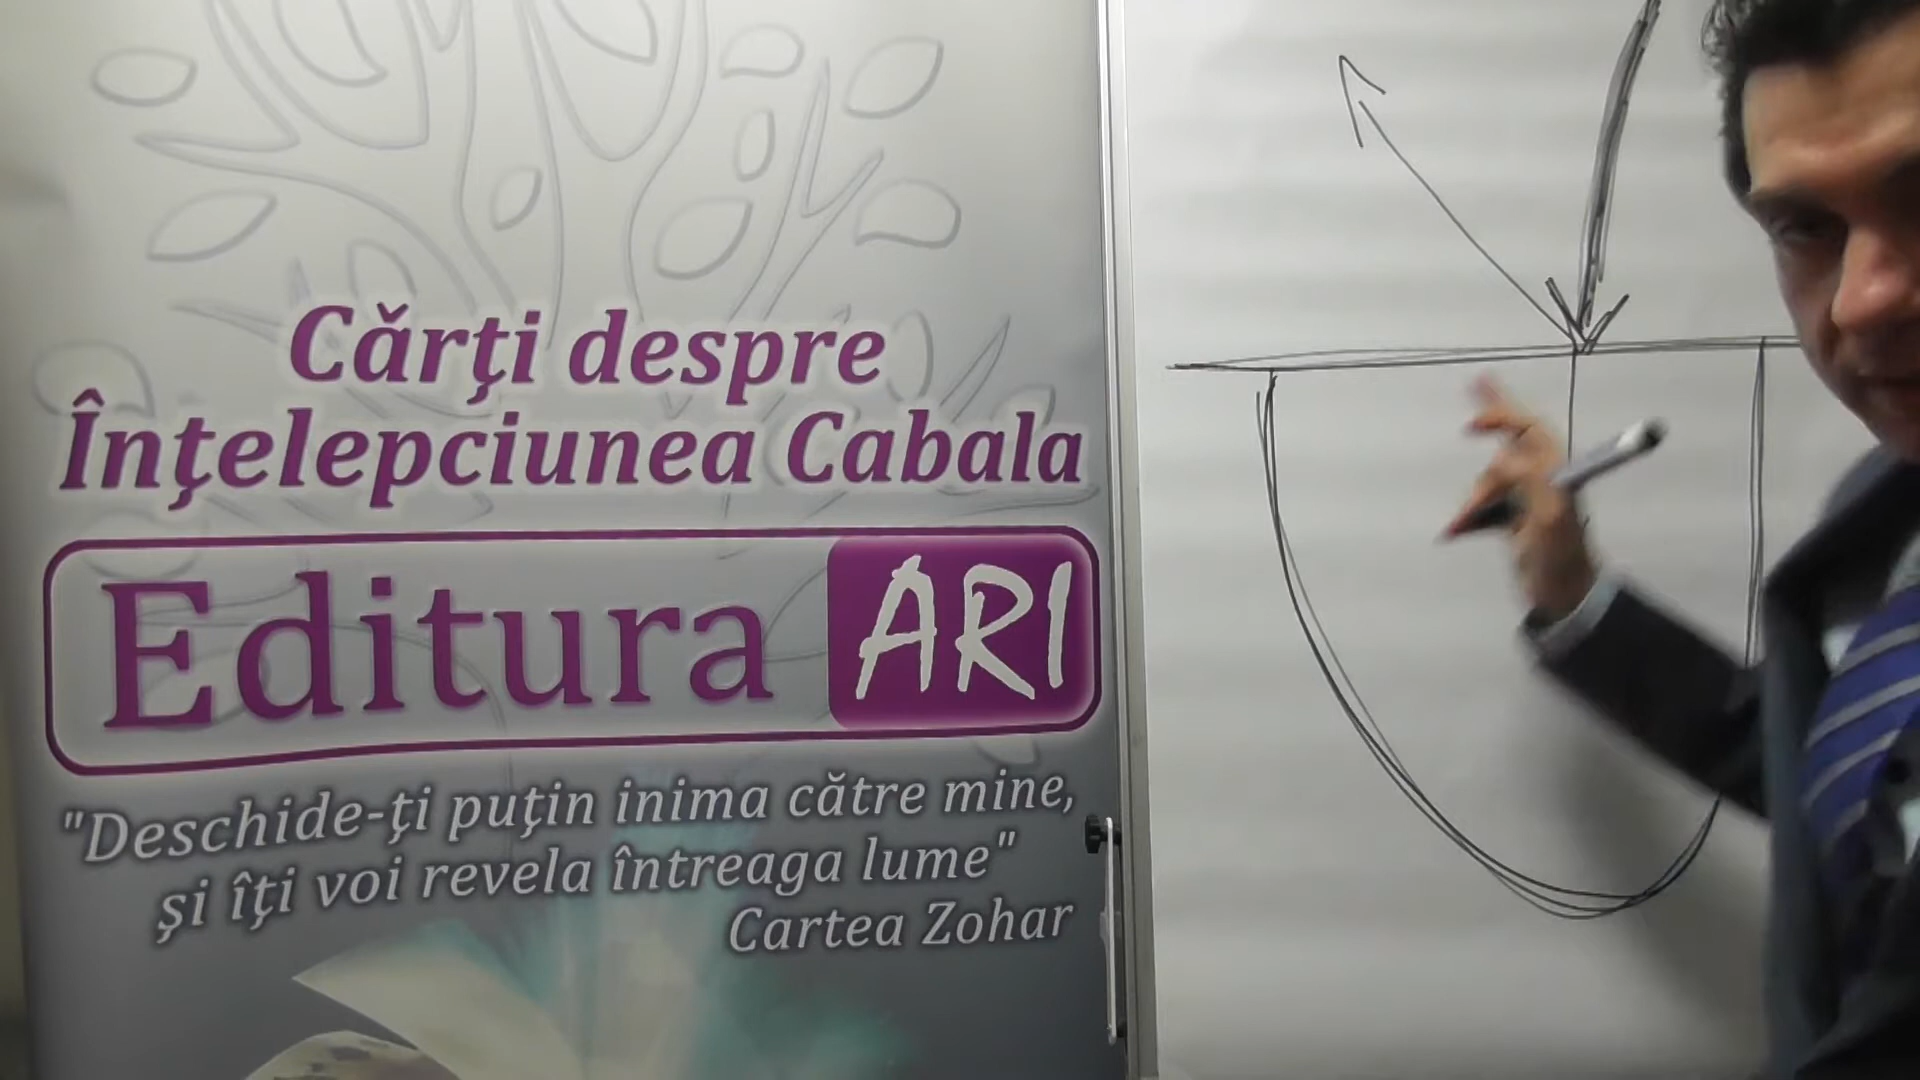 Cărţi despre
Înţelepciunea Cabala
Editura ARI
"Deschide-ţi puţin inima către mine,
şi îţi voi revela întreaga lume"
Cartea Zohar